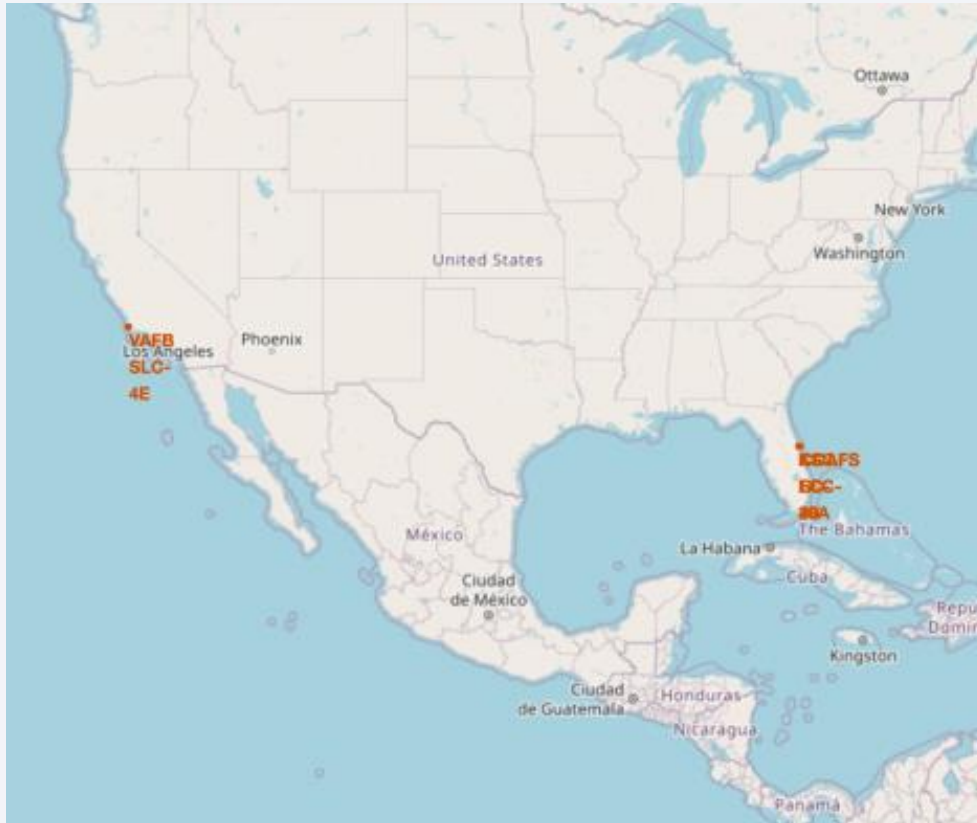 Ottawa
New York
Washington
United States
Phoenix
VAFB
Los Angeles
SLC-
4E
The Bahamas
México
La Habana
Cuba
Ciudad
de México
Kingston
Ciudad
de Guatemala
Honduras
Nicaragua
Panamá